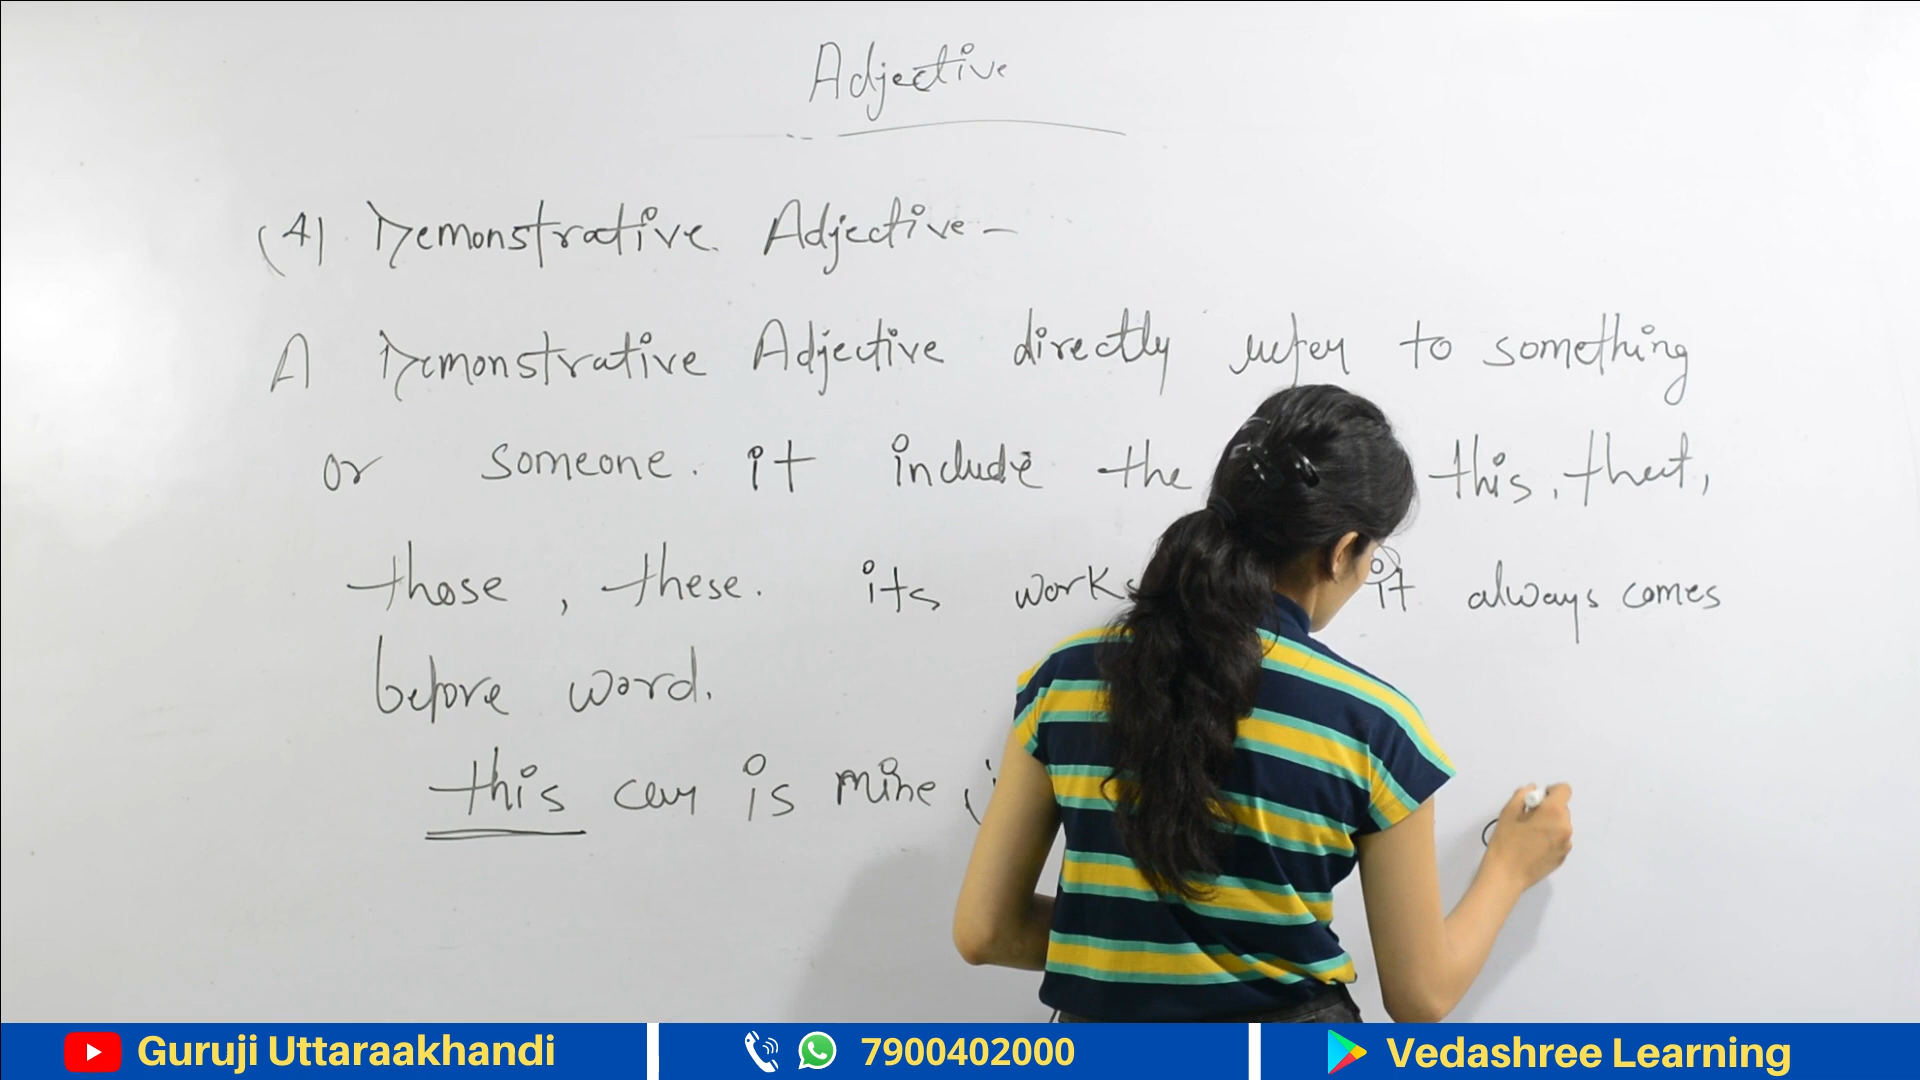 Adjective
(4) Demonstrative Adjective -
A Demonstrative Adjective directly refer to something
or someone. it include the this, that,
those, these. its works it always comes
before word.
this car is mine (
Guruji Uttaraakhandi 7900402000 Vedashree Learning